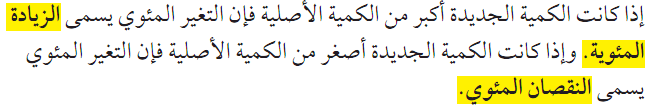 إذا كانت الكمية الجديدة أكبر من الكمية الأصلية فإن التغير المئوي يسمى الزيادة
المئوية. وإذا كانت الكمية الجديدة أصغر من الكمية الأصلية فإن التغير المئوي
يسمى النقصان المئوي.